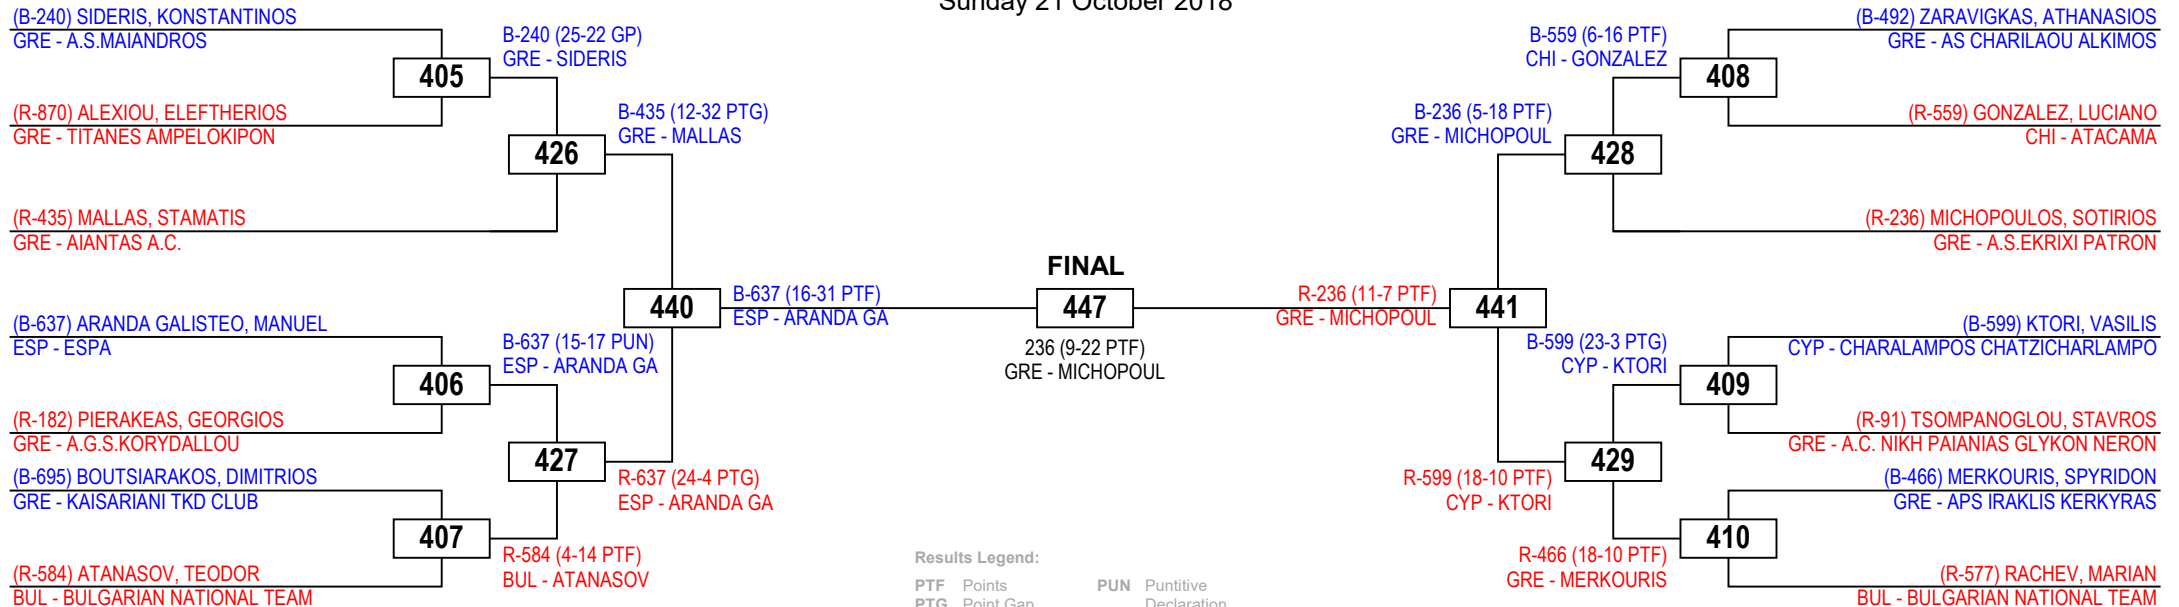 Sunday 21 October 2018
(B-240) SIDERIS, KONSTANTINOS
GRE - A.S.MAIANDROS
405
(R-870) ALEXIOU, ELEFTHERIOS
GRE - TITANES AMPELOKIPON
B-240 (25-22 GP)
GRE - SIDERIS
426
(R-435) MALLAS, STAMATIS
GRE - AIANTAS A.C.
B-435 (12-32 PTG)
GRE - MALLAS
440
(B-637) ARANDA GALISTEO, MANUEL
ESP - ESPA
406
(R-182) PIERAKEAS, GEORGIOS
GRE - A.G.S.KORYDALLOU
B-637 (15-17 PUN)
ESP - ARANDA GA
427
(B-695) BOUTSIARAKOS, DIMITRIOS
GRE - KAISARIANI TKD CLUB
407
(R-584) ATANASOV, TEODOR
BUL - BULGARIAN NATIONAL TEAM
R-584 (4-14 PTF)
BUL - ATANASOV
R-637 (24-4 PTG)
ESP - ARANDA GA
B-637 (16-31 PTF)
ESP - ARANDA GA
FINAL
447
236 (9-22 PTF)
GRE - MICHOPOUL
R-236 (11-7 PTF)
GRE - MICHOPOUL
441
B-236 (5-18 PTF)
GRE - MICHOPOUL
428
B-559 (6-16 PTF)
CHI - GONZALEZ
408
(B-492) ZARAVIGKAS, ATHANASIOS
GRE - AS CHARILAOU ALKIMOS
(R-559) GONZALEZ, LUCIANO
CHI - ATACAMA
(R-236) MICHOPOULOS, SOTIRIOS
GRE - A.S.EKRIXI PATRON
(B-599) KTORI, VASILIS
CYP - CHARALAMPOS CHATZICHARLAMPO
B-599 (23-3 PTG)
CYP - KTORI
409
(R-91) TSOMPANOGLOU, STAVROS
GRE - A.C. NIKH PAIANIAS GLYKON NERON
429
R-599 (18-10 PTF)
CYP - KTORI
(B-466) MERKOURIS, SPYRIDON
GRE - APS IRAKLIS KERKYRAS
410
R-466 (18-10 PTF)
GRE - MERKOURIS
(R-577) RACHEV, MARIAN
BUL - BULGARIAN NATIONAL TEAM
Results Legend:
PTF Points PUN Puntitive
PTG Point Gap Declaration